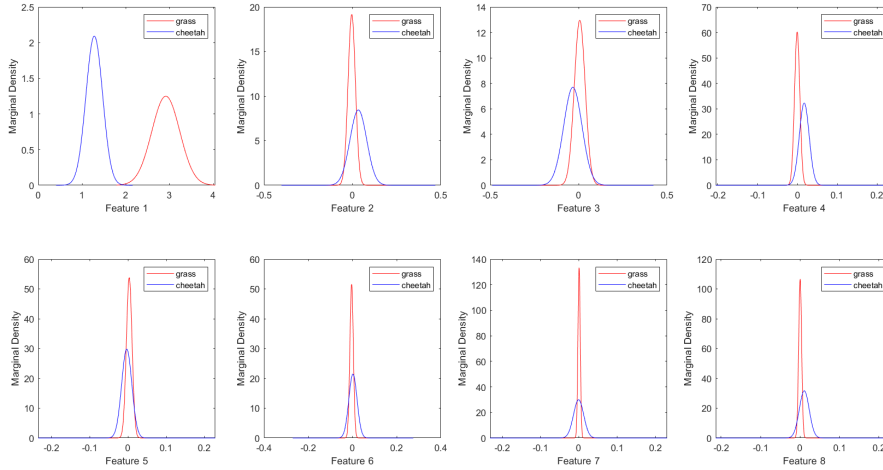 2.5
2
1.5
1
0.5
0
0 1 2 3 4
Marginal Density
Feature 1
grass
cheetah
20
15
10
5
0
-0.5 0 0.5
Marginal Density
Feature 2
grass
cheetah
14
12
10
8
6
4
2
0
-0.5 0 0.5
Marginal Density
Feature 3
grass
cheetah
70
60
50
40
30
20
10
0
-0.2 -0.1 0 0.1 0.2
Marginal Density
Feature 4
grass
cheetah
60
50
40
30
20
10
0
-0.2 -0.1 0 0.1 0.2
Marginal Density
Feature 5
grass
cheetah
60
50
40
30
20
10
0
-0.4 -0.2 0 0.2 0.4
Marginal Density
Feature 6
grass
cheetah
140
120
100
80
60
40
20
0
-0.2 -0.1 0 0.1 0.2
Marginal Density
Feature 7
grass
cheetah
120
100
80
60
40
20
0
-0.2 -0.1 0 0.1 0.2
Marginal Density
Feature 8
grass
cheetah